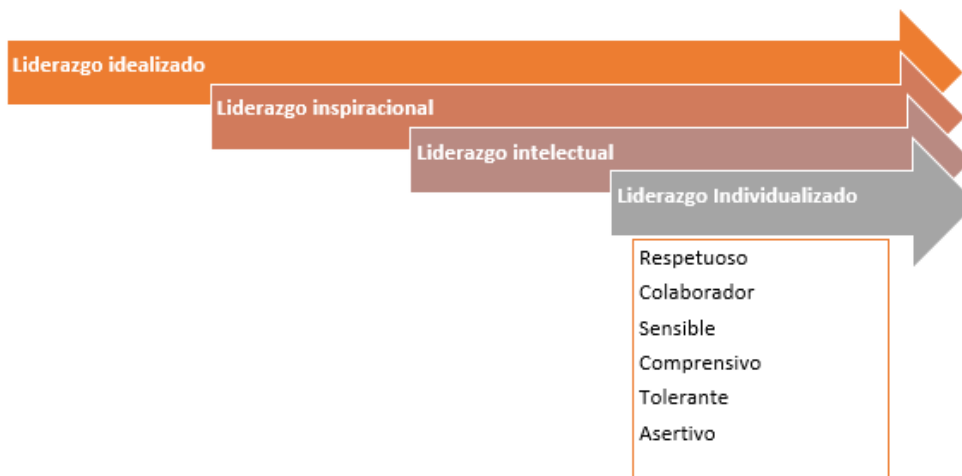 Liderazgo idealizado
Liderazgo inspiracional
Liderazgo intelectual
Liderazgo Individualizado
Respetuoso
Colaborador
Sensible
Comprensivo
Tolerante
Asertivo